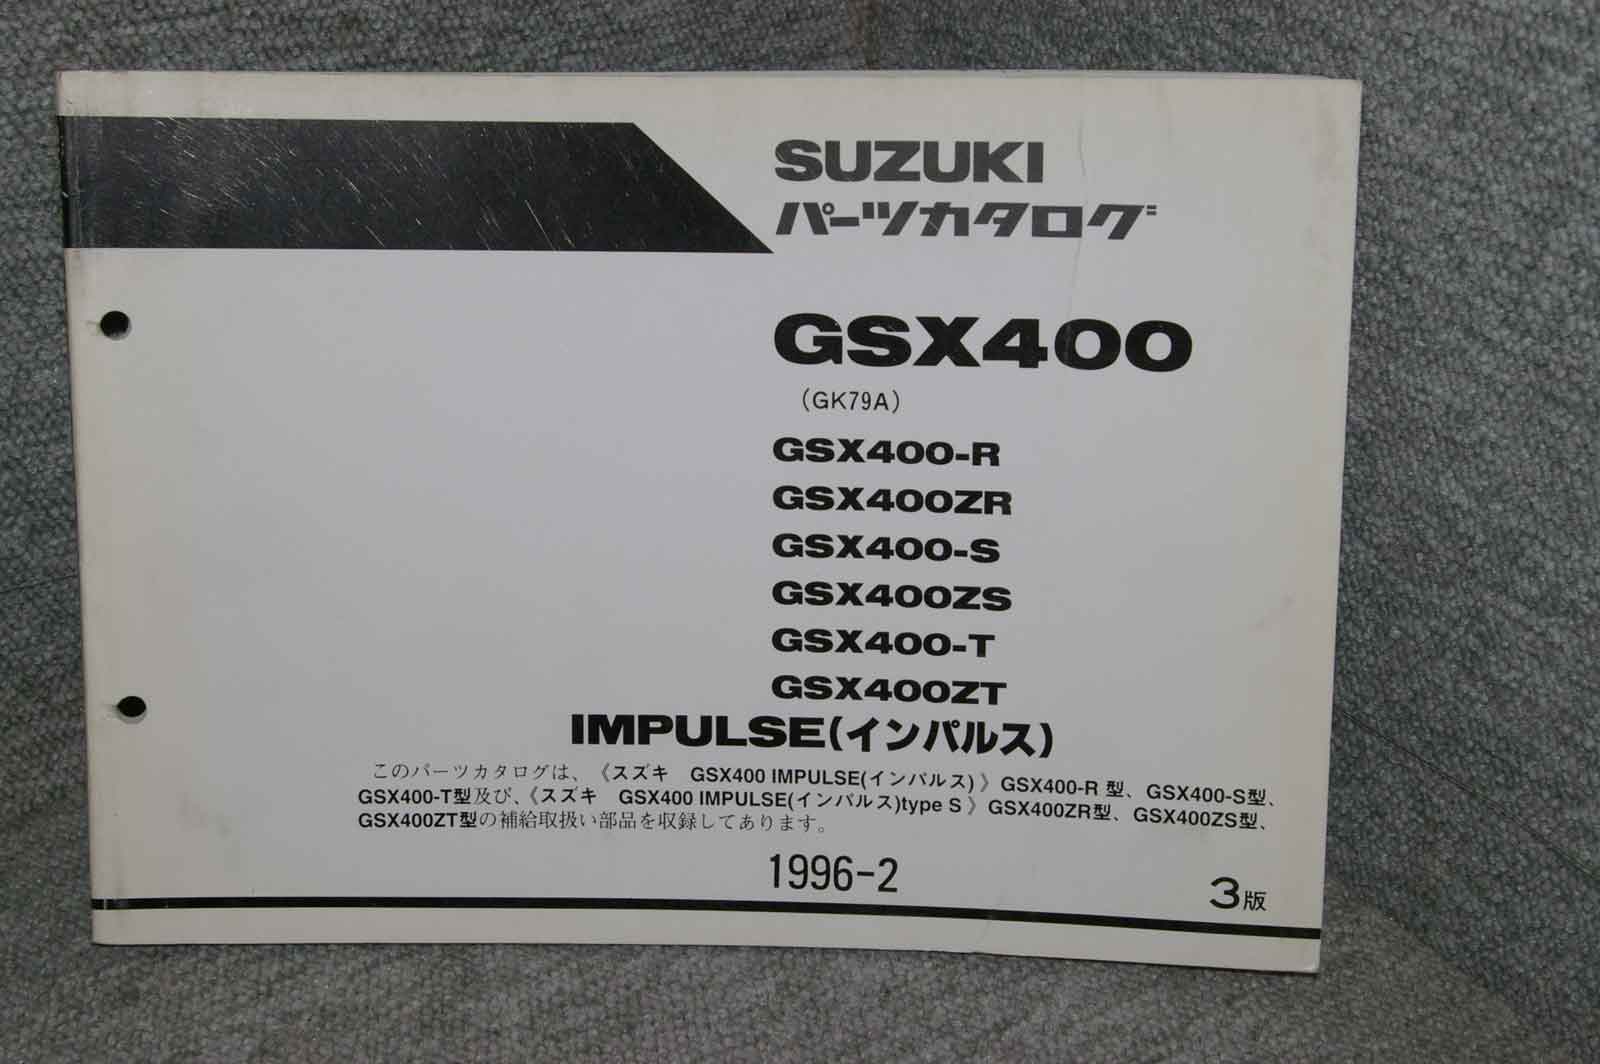 SUZUKI
パーツカタログ
GSX400
(GK79A)
GSX400-R
GSX400ZR
GSX400-S
GSX400ZS
GSX400-T
GSX400ZT
IMPULSE(インパルス)
このパーツカタログは、《スズキ GSX400 IMPULSE(インパルス)》GSX400-R型、GSX400-S型、
GSX400-T型及び、《スズキ GSX400 IMPULSE(インパルス)type S》GSX400ZR型、GSX400ZS型、
GSX400ZT型の補給取扱い部品を収録してあります。
1996-2
3版